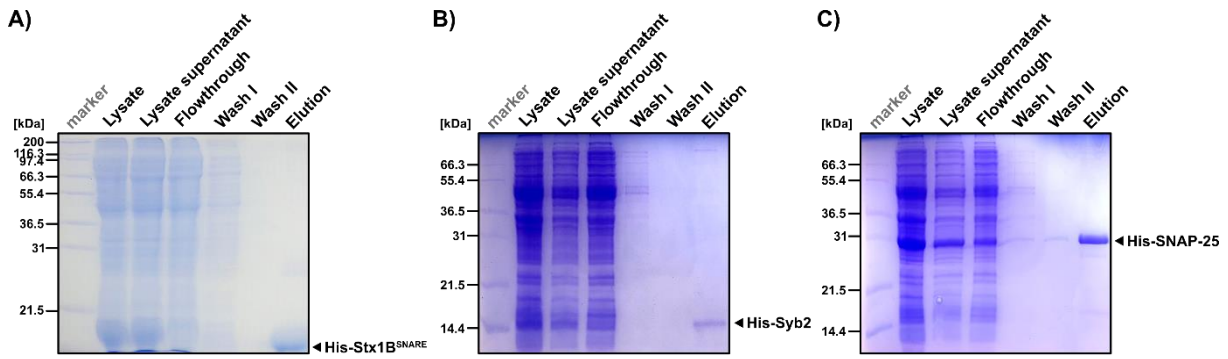 A)
marker
Lysate
Lysate supernatant
Flowthrough
Wash I
Wash II
Elution
[kDa]
200
116.3
97.4
66.3
55.4
36.5
31
21.5
His-Stx1BSNARE
B)
marker
Lysate
Lysate supernatant
Flowthrough
Wash I
Wash II
Elution
[kDa]
66.3
55.4
36.5
31
21.5
14.4
His-Syb2
C)
marker
Lysate
Lysate supernatant
Flowthrough
Wash I
Wash II
Elution
[kDa]
66.3
55.4
36.5
31
21.5
14.4
His-SNAP-25